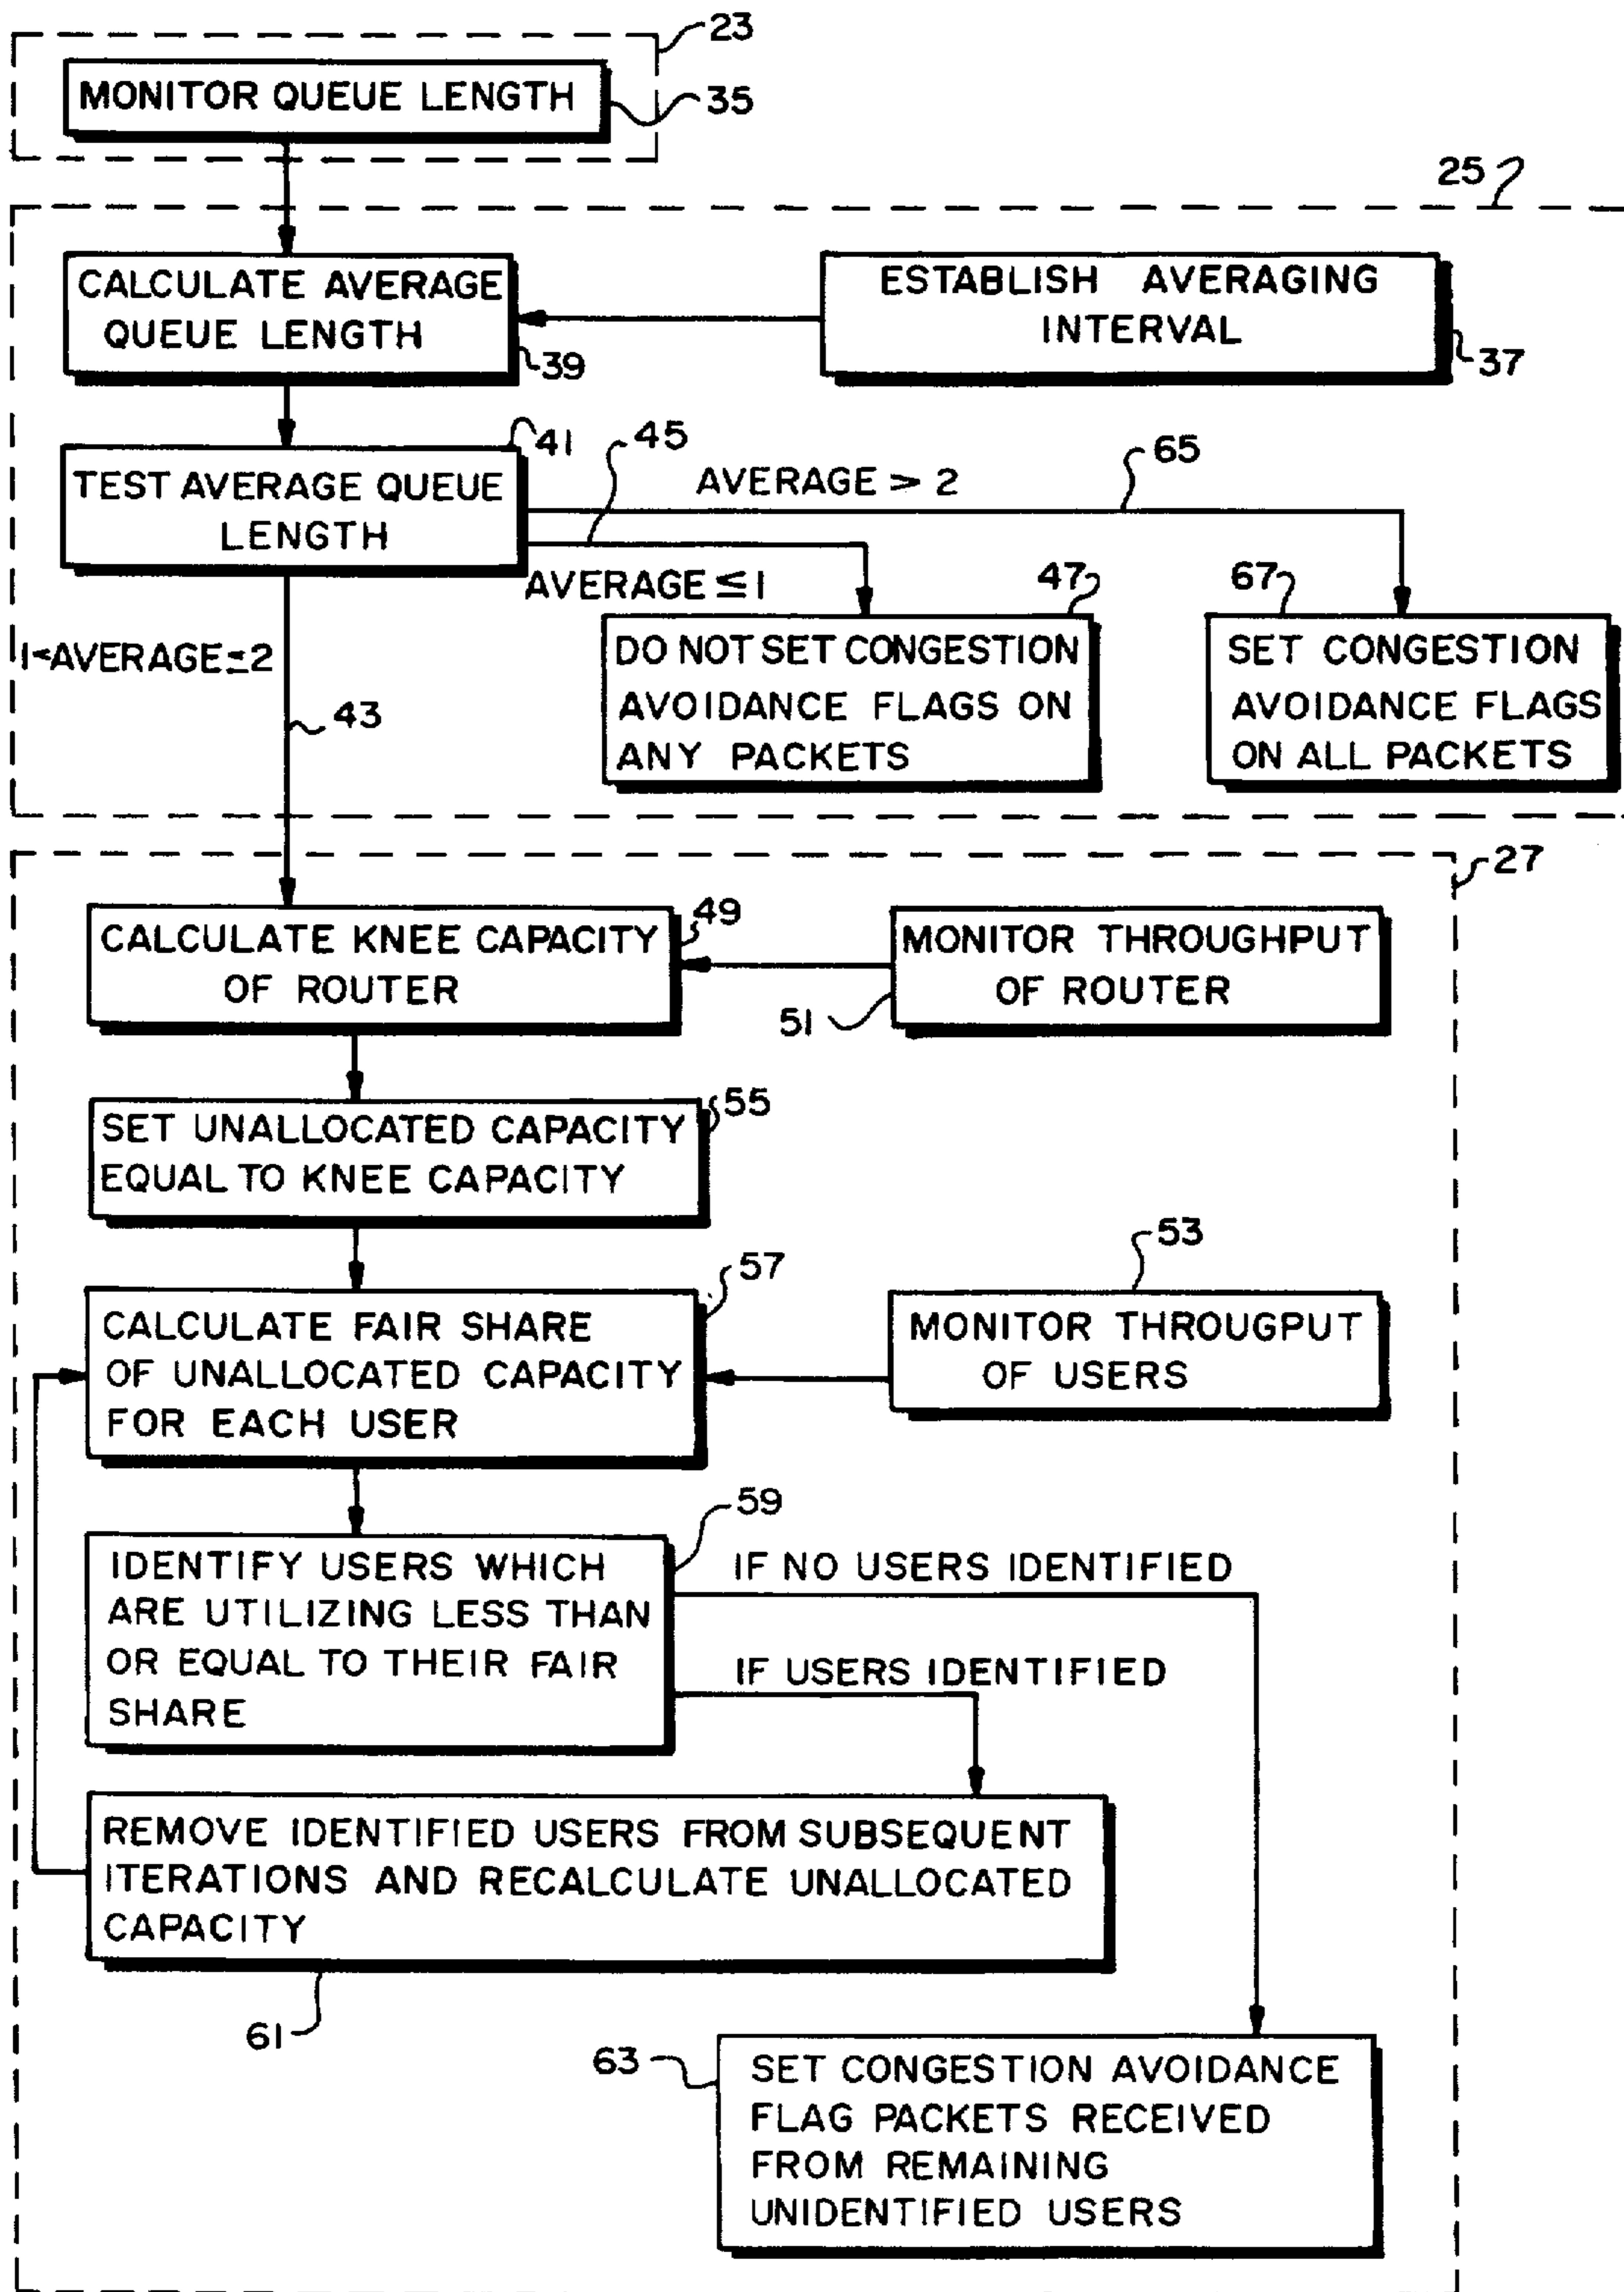 23
MONITOR QUEUE LENGTH
35
25
CALCULATE AVERAGE
QUEUE LENGTH
39
ESTABLISH AVERAGING
INTERVAL
37
41
TEST AVERAGE QUEUE
LENGTH
45
AVERAGE > 2
65
AVERAGE ≤ 1
47
67
1<AVERAGE≤2
43
DO NOT SET CONGESTION
AVOIDANCE FLAGS ON
ANY PACKETS
SET CONGESTION
AVOIDANCE FLAGS
ON ALL PACKETS
27
CALCULATE KNEE CAPACITY
OF ROUTER
49
MONITOR THROUGHPUT
OF ROUTER
51
SET UNALLOCATED CAPACITY
EQUAL TO KNEE CAPACITY
55
53
57
CALCULATE FAIR SHARE
OF UNALLOCATED CAPACITY
FOR EACH USER
MONITOR THROUGPUT
OF USERS
59
IDENTIFY USERS WHICH
ARE UTILIZING LESS THAN
OR EQUAL TO THEIR FAIR
SHARE
IF NO USERS IDENTIFIED
IF USERS IDENTIFIED
REMOVE IDENTIFIED USERS FROM SUBSEQUENT
ITERATIONS AND RECALCULATE UNALLOCATED
CAPACITY
61
63
SET CONGESTION AVOIDANCE
FLAG PACKETS RECEIVED
FROM REMAINING
UNIDENTIFIED USERS